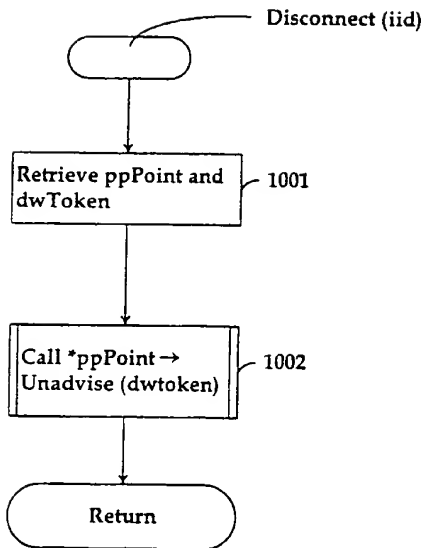 Disconnect (iid)
Retrieve ppPoint and
dwToken
1001
Call *ppPoint →
Unadvise (dwtoken)
1002
Return